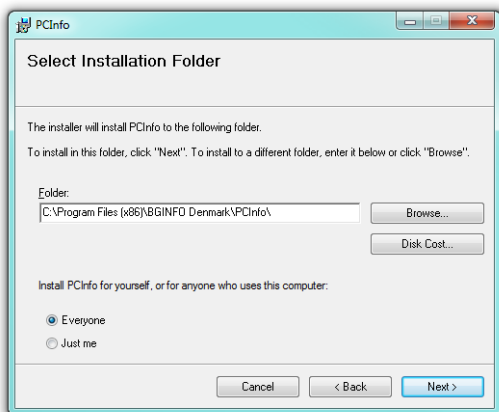 PCInfo
Select Installation Folder
The installer will install PCInfo to the following folder.
To install in this folder, click "Next". To install to a different folder, enter it below or click "Browse".
Folder:
C:\Program Files (x86)\BGINFO Denmark\PCInfo\
Browse...
Disk Cost...
Install PCInfo for yourself, or for anyone who uses this computer:
Everyone
Just me
Cancel
< Back
Next >